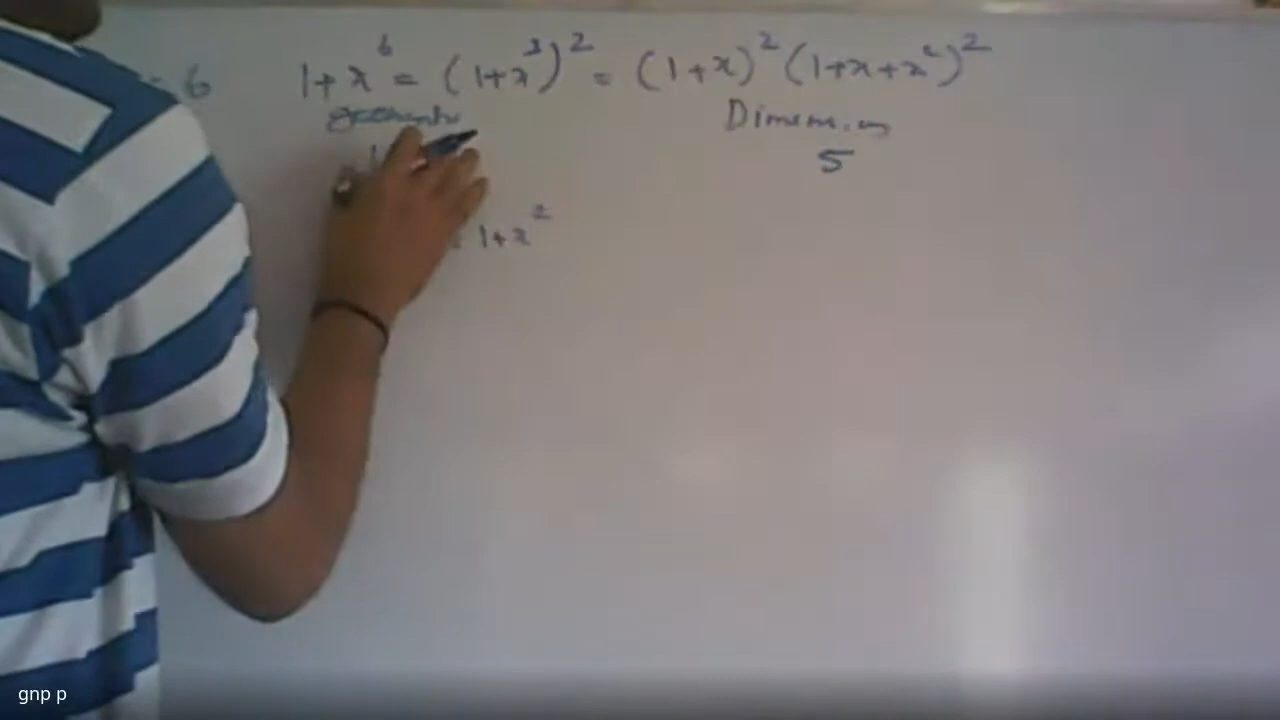 1+x⁶ = (1+x³)² = (1+x)²(1+x+x²)²
6
Dimension
5
1+x²
gnp p